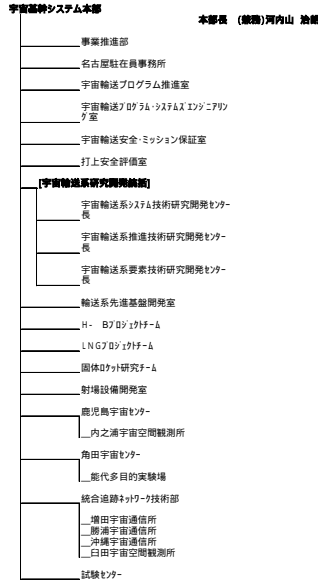 宇宙基幹システム本部
本部長 (兼務)河内山 治朗
事業推進部
名古屋駐在員事務所
宇宙輸送プログラム推進室
宇宙輸送プログラム･システムズエンジニアリン
グ室
宇宙輸送安全･ミッション保証室
打上安全評価室
[宇宙輸送系研究開発統括]
宇宙輸送系システム技術研究開発センター
長
宇宙輸送系推進技術研究開発センター
長
宇宙輸送系要素技術研究開発センター
長
輸送系先進基盤開発室
H- Bプロジェクトチーム
LNGプロジェクトチーム
固体ロケット研究チーム
射場設備開発室
鹿児島宇宙センター
内之浦宇宙空間観測所
角田宇宙センター
能代多目的実験場
統合追跡ネットワーク技術部
増田宇宙通信所
勝浦宇宙通信所
沖縄宇宙通信所
臼田宇宙空間観測所
試験センター